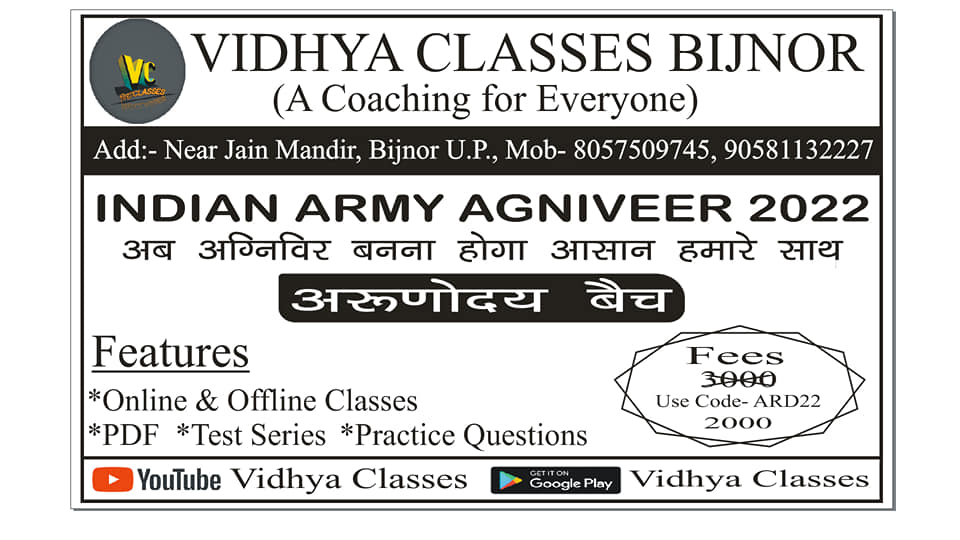 VC
VIDHYA CLASSES BIJNOR
(A Coaching for Everyone)
Add:- Near Jain Mandir, Bijnor U.P., Mob- 8057509745, 90581132227
INDIAN ARMY AGNIVEER 2022
अब अग्निविर बनना होगा आसान हमारे साथ
अरूणोदय बैच
Features
*Online & Offline Classes
*PDF *Test Series *Practice Questions
Fees
3000
Use Code- ARD22
2000
YouTube Vidhya Classes
GET IT ON
Google Play Vidhya Classes